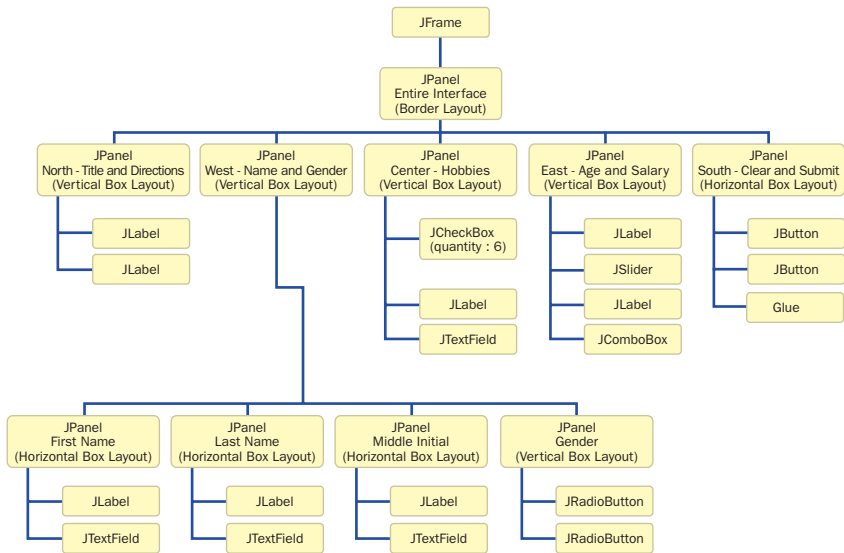 JFrame
JPanel
Entire Interface
(Border Layout)
JPanel
North - Title and Directions
(Vertical Box Layout)
JPanel
West - Name and Gender
(Vertical Box Layout)
JPanel
Center - Hobbies
(Vertical Box Layout)
JPanel
East - Age and Salary
(Vertical Box Layout)
JPanel
South - Clear and Submit
(Horizontal Box Layout)
JLabel
JLabel
JCheckBox
(quantity : 6)
JLabel
JTextField
JLabel
JSlider
JLabel
JComboBox
JButton
JButton
Glue
JPanel
First Name
(Horizontal Box Layout)
JPanel
Last Name
(Horizontal Box Layout)
JPanel
Middle Initial
(Horizontal Box Layout)
JPanel
Gender
(Vertical Box Layout)
JLabel
JTextField
JLabel
JTextField
JLabel
JTextField
JRadioButton
JRadioButton